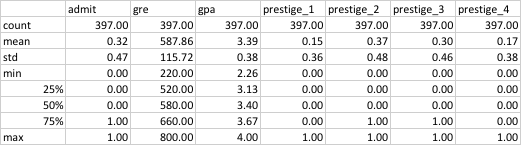 admit gre gpa prestige_1 prestige_2 prestige_3 prestige_4
count 397.00 397.00 397.00 397.00 397.00 397.00 397.00
mean 0.32 587.86 3.39 0.15 0.37 0.30 0.17
std 0.47 115.72 0.38 0.36 0.48 0.46 0.38
min 0.00 220.00 2.26 0.00 0.00 0.00 0.00
25% 0.00 520.00 3.13 0.00 0.00 0.00 0.00
50% 0.00 580.00 3.40 0.00 0.00 0.00 0.00
75% 1.00 660.00 3.67 0.00 1.00 1.00 0.00
max 1.00 800.00 4.00 1.00 1.00 1.00 1.00